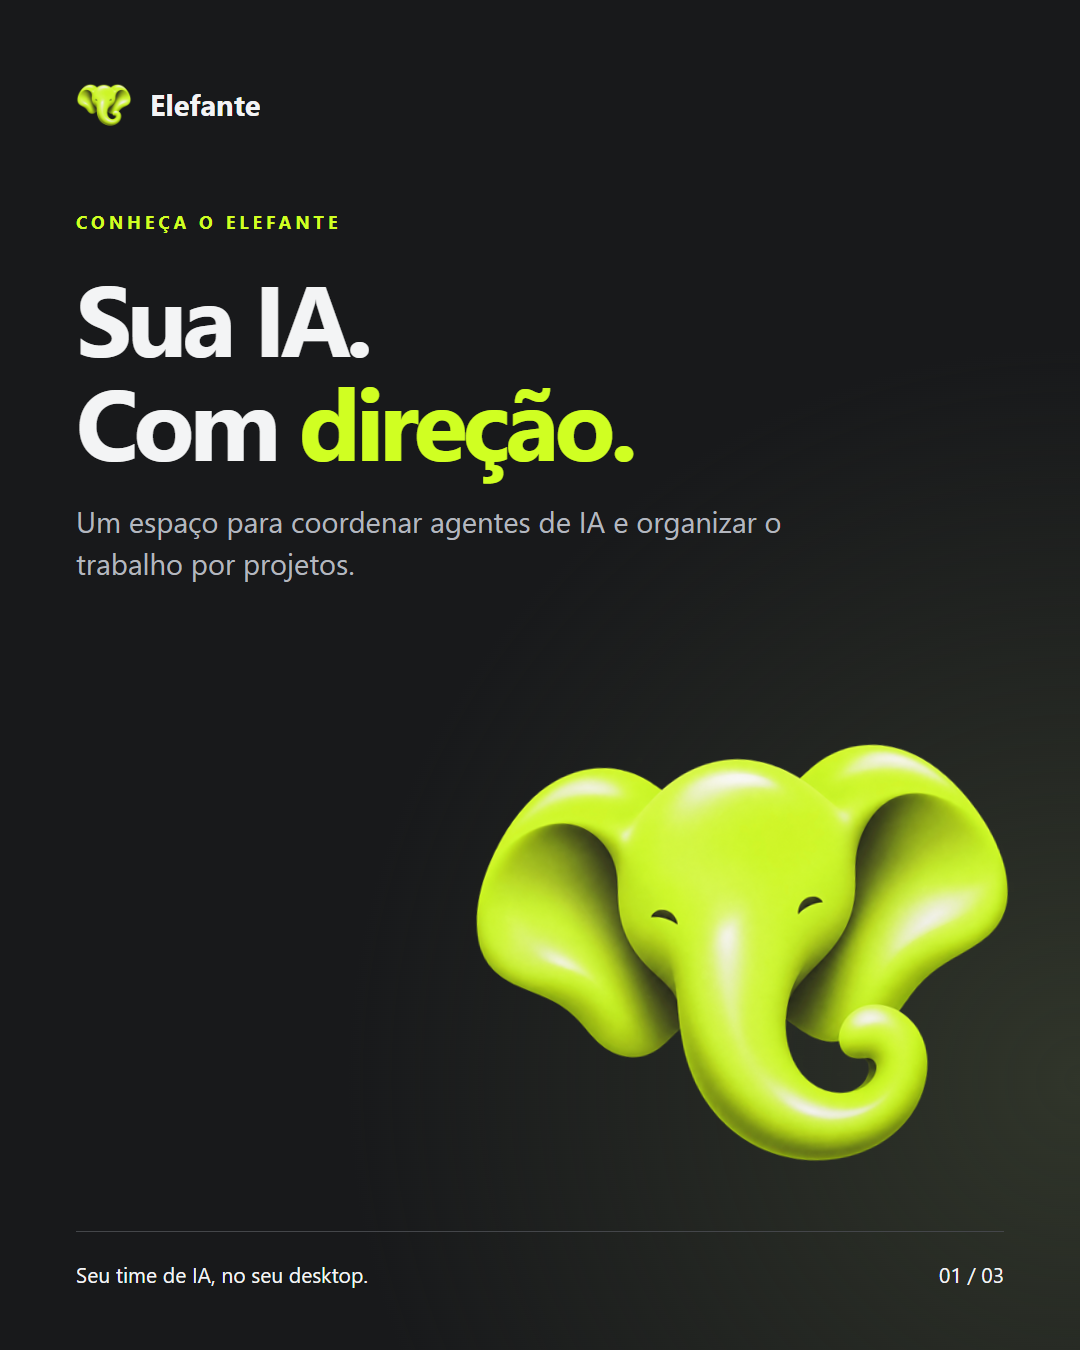 Elefante
CONHEÇA O ELEFANTE
Sua IA.
Com direção.
Um espaço para coordenar agentes de IA e organizar o
trabalho por projetos.
Seu time de IA, no seu desktop.
01 / 03